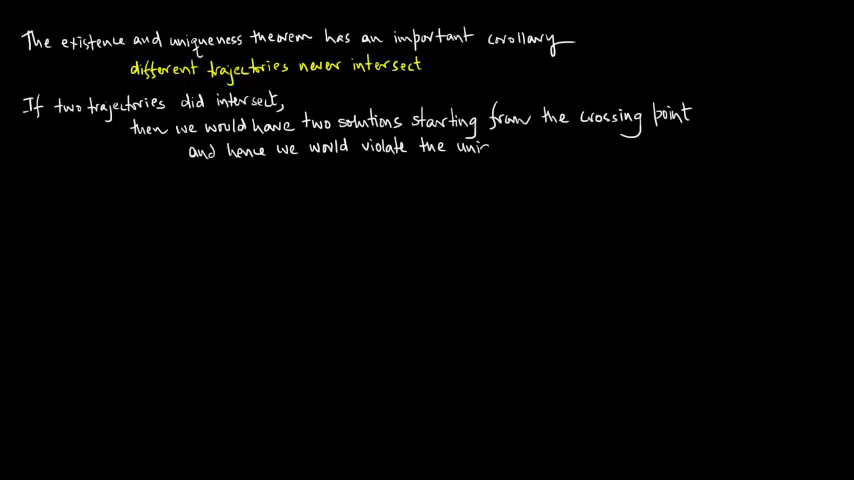 The existence and uniqueness theorem has an important corollary
different trajectories never intersect
If two trajectories did intersect,
then we would have two solutions starting from the crossing point
and hence we would violate the uni